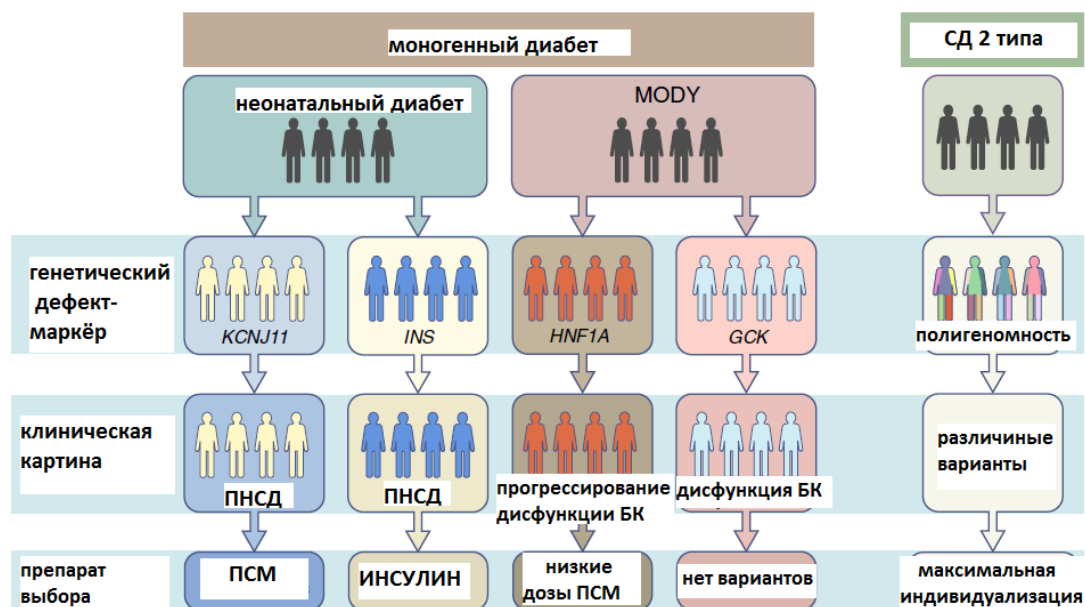 моногенный диабет
СД 2 типа
неонатальный диабет
MODY
генетический
дефект-
маркёр
KCNJ11
INS
HNF1A
GCK
полигеномность
клиническая
картина
ПНСД
ПНСД
прогрессирование
дисфункции БК
дисфункция БК
различиные
варианты
препарат
выбора
ПСМ
ИНСУЛИН
низкие
дозы ПСМ
нет вариантов
максимальная
индивидуализация